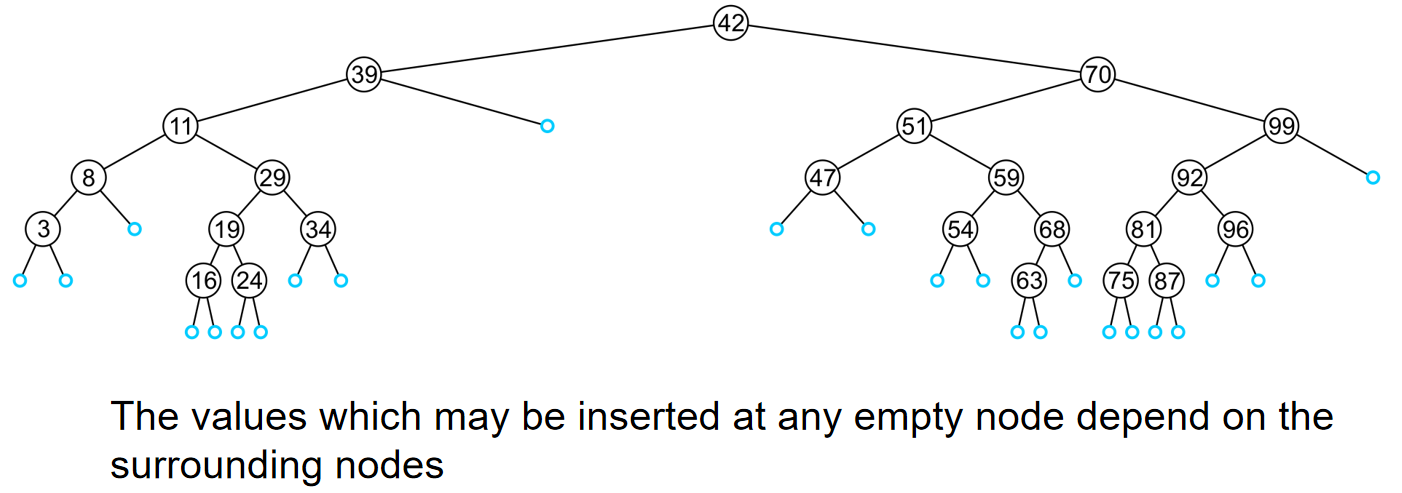 42
39 70
11 51 99
8 29 47 59 92
3 19 34 54 68 81 96
16 24 63 75 87
The values which may be inserted at any empty node depend on the
surrounding nodes